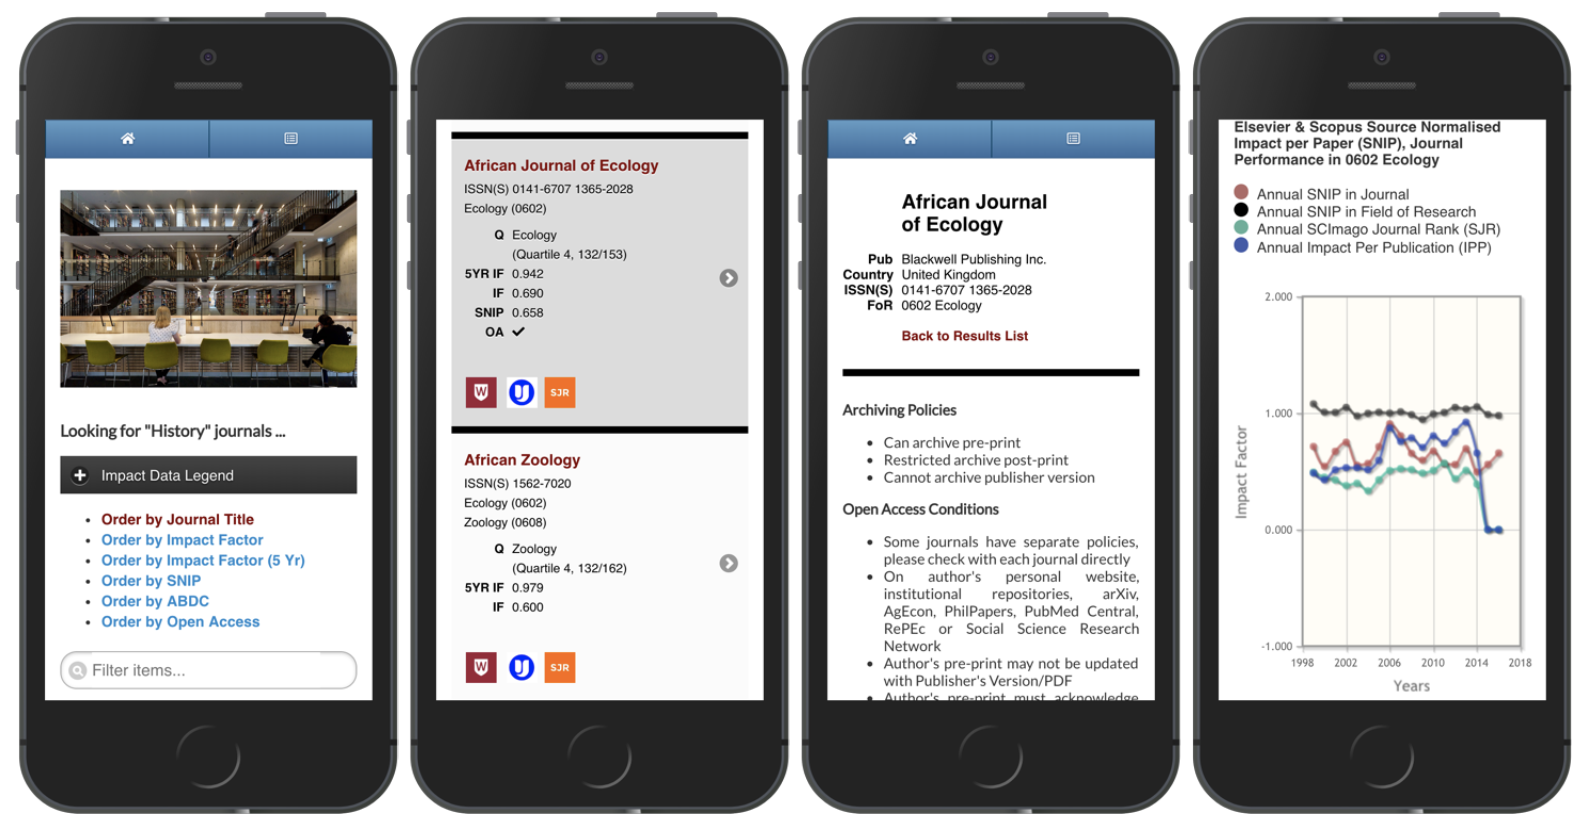 Looking for "History" journals ...
Impact Data Legend
Order by Journal Title
Order by Impact Factor
Order by Impact Factor (5 Yr)
Order by SNIP
Order by ABDC
Order by Open Access
Filter items...
African Journal of Ecology
ISSN(S) 0141-6707 1365-2028
Ecology (0602)
Q Ecology
(Quartile 4, 132/153)
5YR IF 0.942
IF 0.690
SNIP 0.658
OA ✔
W
U
SJR
African Zoology
ISSN(S) 1562-7020
Ecology (0602)
Zoology (0608)
Q Zoology
(Quartile 4, 132/162)
5YR IF 0.979
IF 0.600
W
U
SJR
African Journal
of Ecology
Pub Blackwell Publishing Inc.
Country United Kingdom
ISSN(S) 0141-6707 1365-2028
FoR 0602 Ecology
Back to Results List
Archiving Policies
• Can archive pre-print
• Restricted archive post-print
• Cannot archive publisher version
Open Access Conditions
• Some journals have separate policies,
please check with each journal directly
• On author's personal website,
institutional repositories, arXiv,
AgEcon, PhilPapers, PubMed Central,
RePEc or Social Science Research
Network
• Author's pre-print may not be updated
with Publisher's Version/PDF
• Author's pre-print must acknowledge
Elsevier & Scopus Source Normalised
Impact per Paper (SNIP), Journal
Performance in 0602 Ecology
Annual SNIP in Journal
Annual SNIP in Field of Research
Annual SCImago Journal Rank (SJR)
Annual Impact Per Publication (IPP)
2.000
1.000
0.000
-1.000
Impact Factor
1998 2002 2006 2010 2014 2018
Years